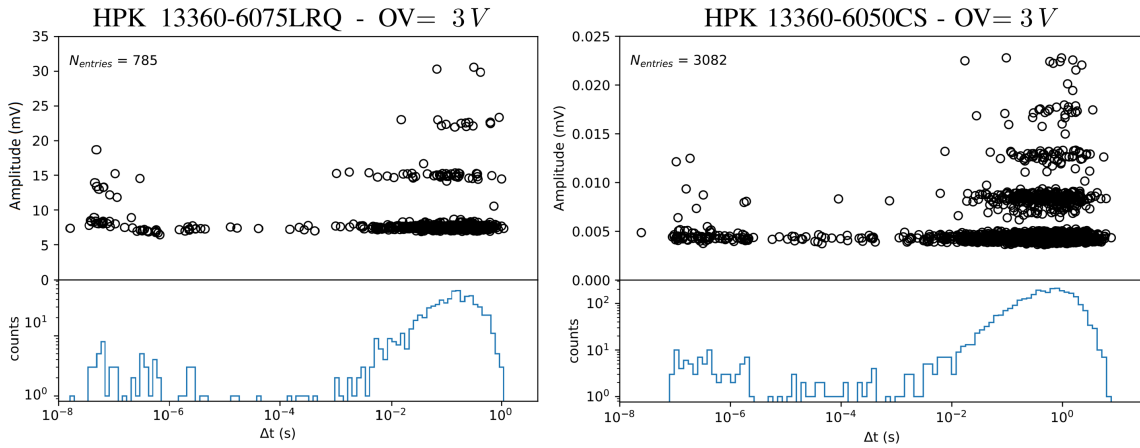 HPK 13360-6075LRQ - OV= 3 V
35
30
25
20
15
10
5
0
Amplitude (mV)
N_entries = 785
10^1
10^0
counts
10^-8
10^-6
10^-4
10^-2
10^0
Δt (s)
HPK 13360-6050CS - OV= 3 V
0.025
0.020
0.015
0.010
0.005
0.000
Amplitude (mV)
N_entries = 3082
10^2
10^1
10^0
counts
10^-8
10^-6
10^-4
10^-2
10^0
Δt (s)